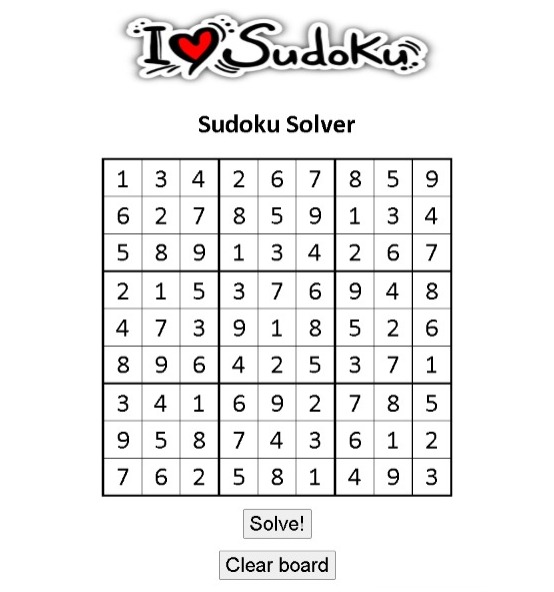 I Sudoku
Sudoku Solver
1 3 4 2 6 7 8 5 9
6 2 7 8 5 9 1 3 4
5 8 9 1 3 4 2 6 7
2 1 5 3 7 6 9 4 8
4 7 3 9 1 8 5 2 6
8 9 6 4 2 5 3 7 1
3 4 1 6 9 2 7 8 5
9 5 8 7 4 3 6 1 2
7 6 2 5 8 1 4 9 3
Solve!
Clear board